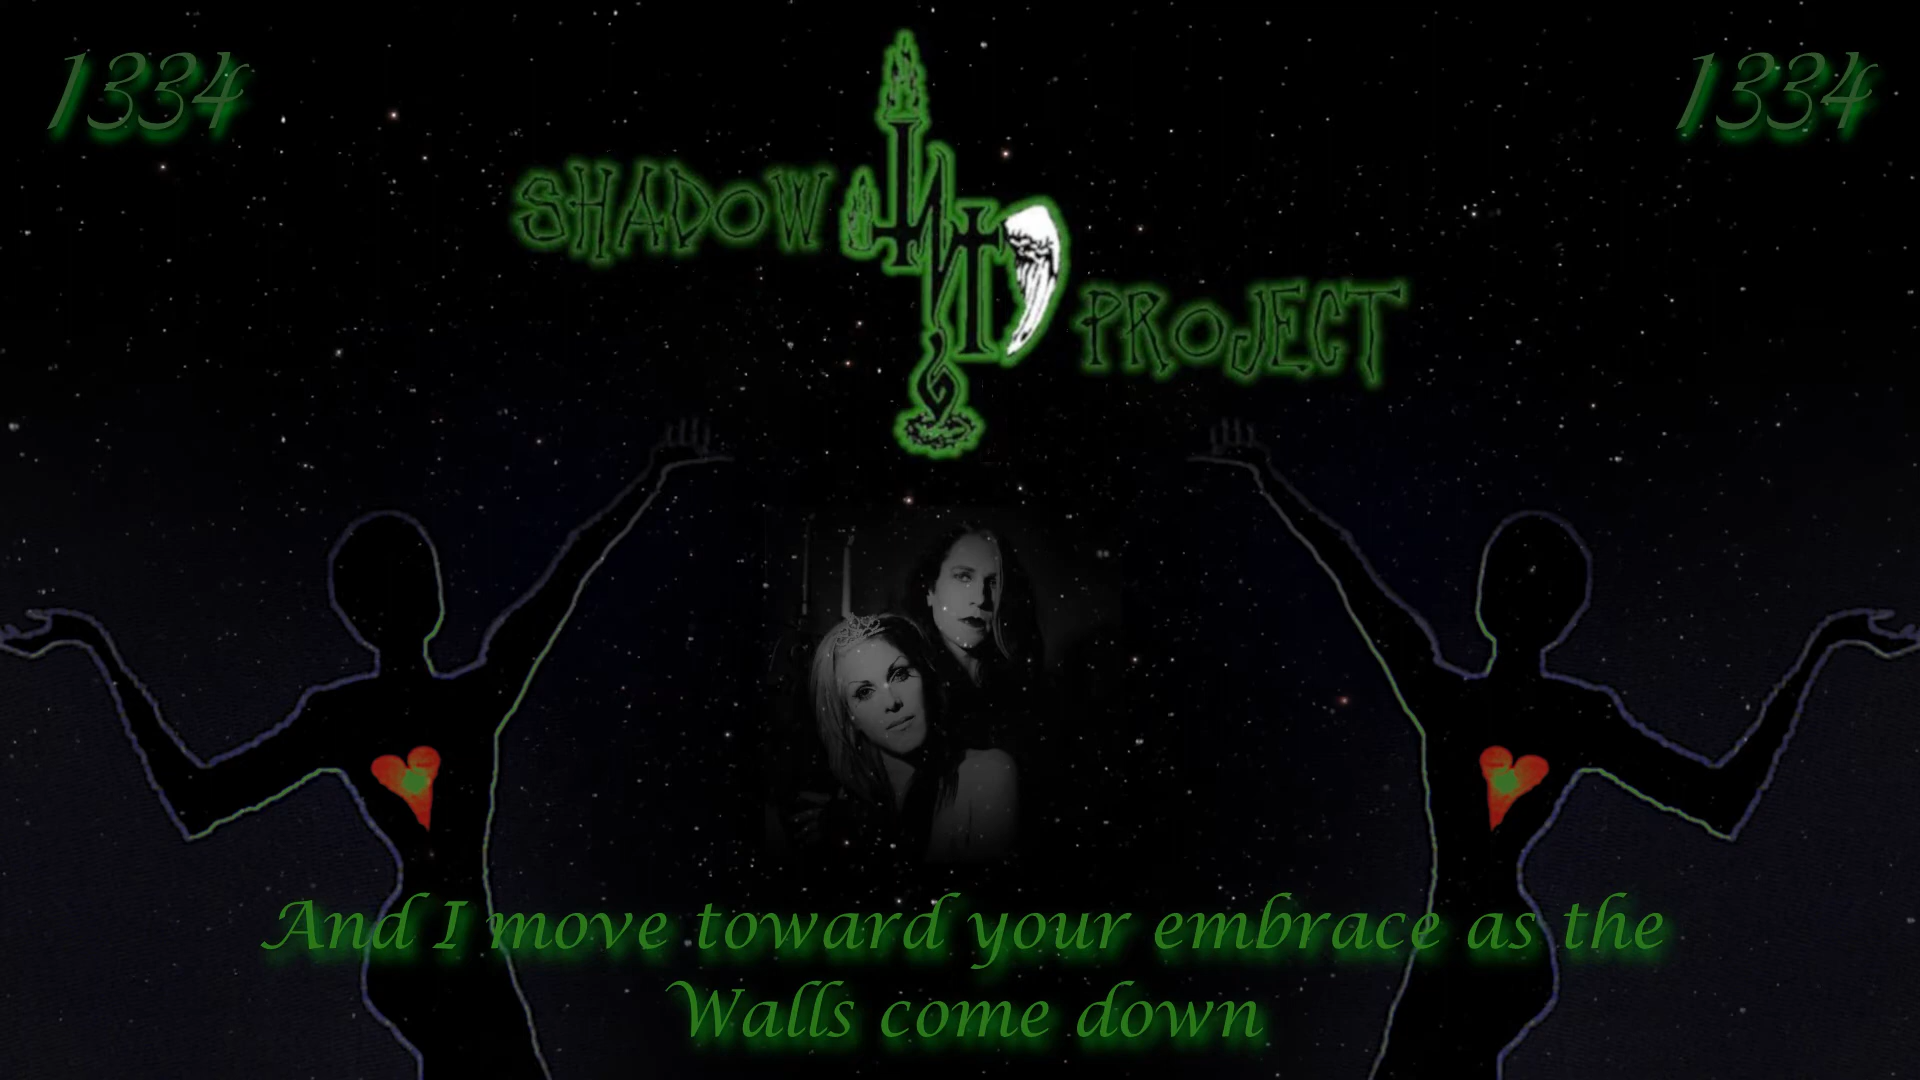 1334
1334
SHADOW
PROJECT
And I move toward your embrace as the
Walls come down